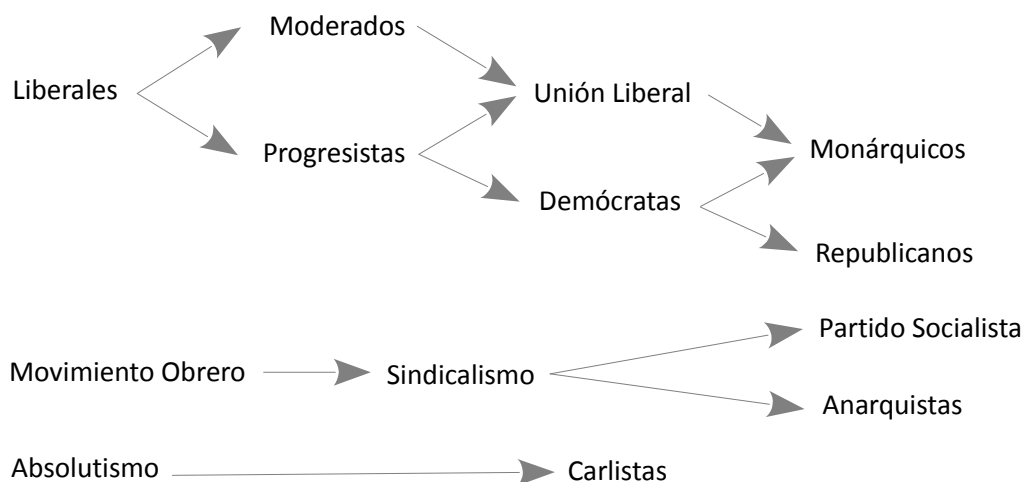 Moderados
Liberales
Unión Liberal
Progresistas
Monárquicos
Demócratas
Republicanos
Partido Socialista
Movimiento Obrero
Sindicalismo
Anarquistas
Absolutismo
Carlistas